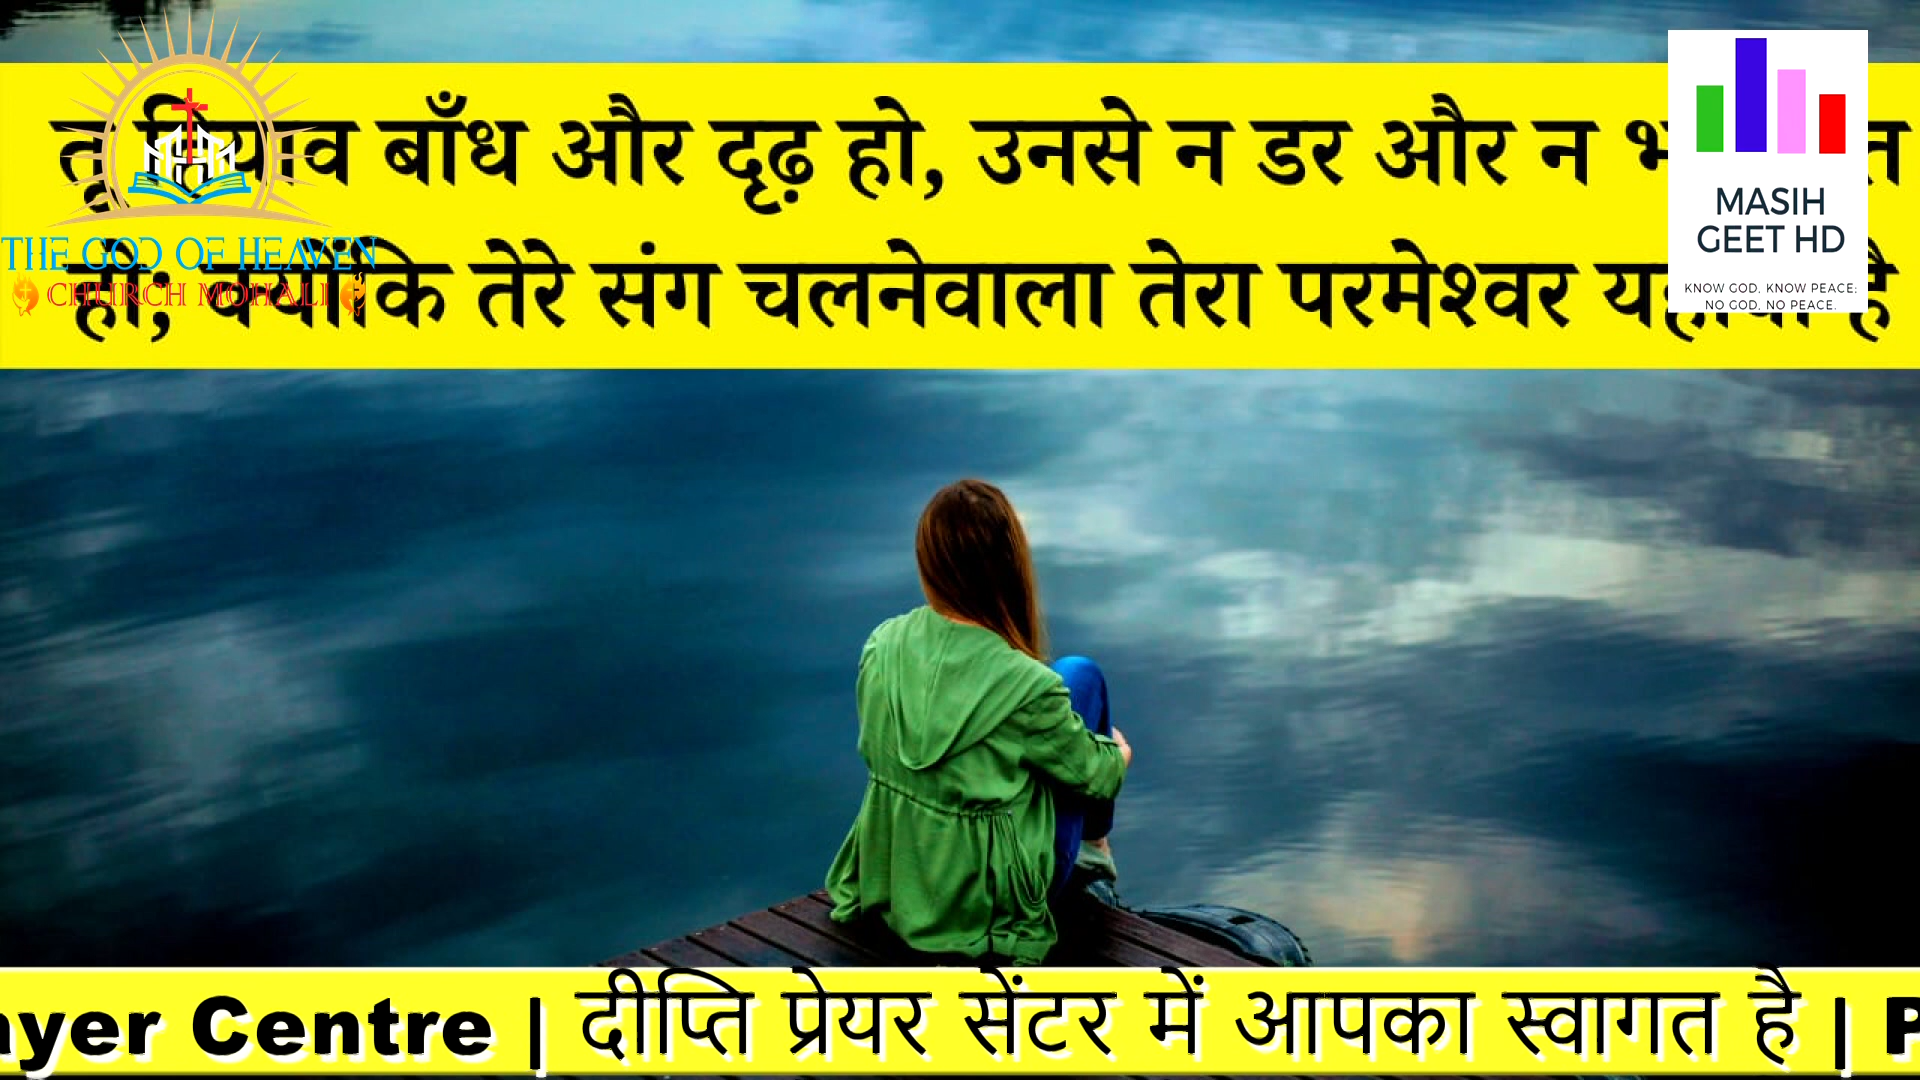 बाँध और दृढ़ हो, उनसे न डर और न
तेरे संग चलनेवाला तेरा परमेश्वर है
THE GOD OF HEAVEN
CHURCH MOHALI
MASIH
GEET HD
KNOW GOD, KNOW PEACE;
NO GOD, NO PEACE.
ayer Centre | दीप्ति प्रेयर सेंटर में आपका स्वागत है | P